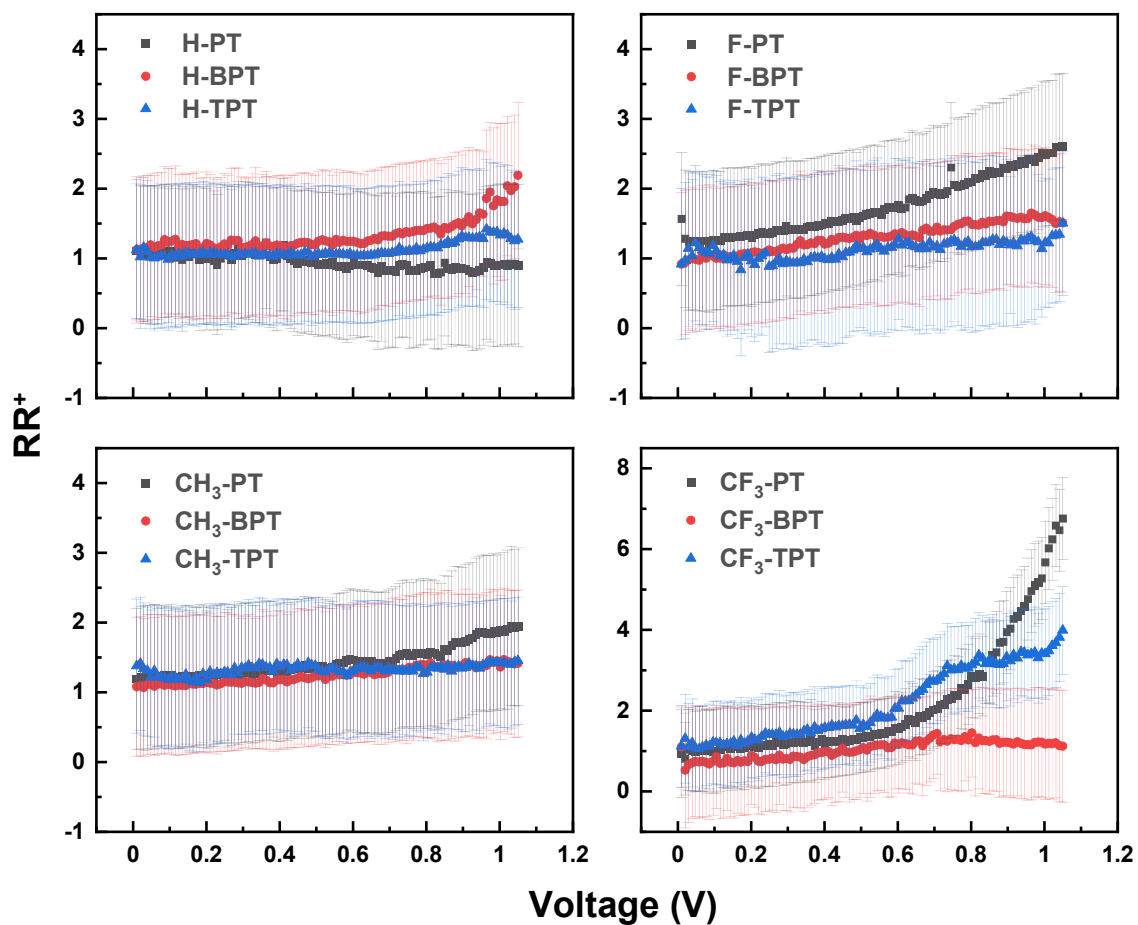 H-PT
H-BPT
H-TPT
4
3
2
1
0
-1
F-PT
F-BPT
F-TPT
4
3
2
1
0
-1
RR⁺
CH₃-PT
CH₃-BPT
CH₃-TPT
4
3
2
1
0
-1
0 0.2 0.4 0.6 0.8 1 1.2
CF₃-PT
CF₃-BPT
CF₃-TPT
8
6
4
2
0
0 0.2 0.4 0.6 0.8 1 1.2
Voltage (V)